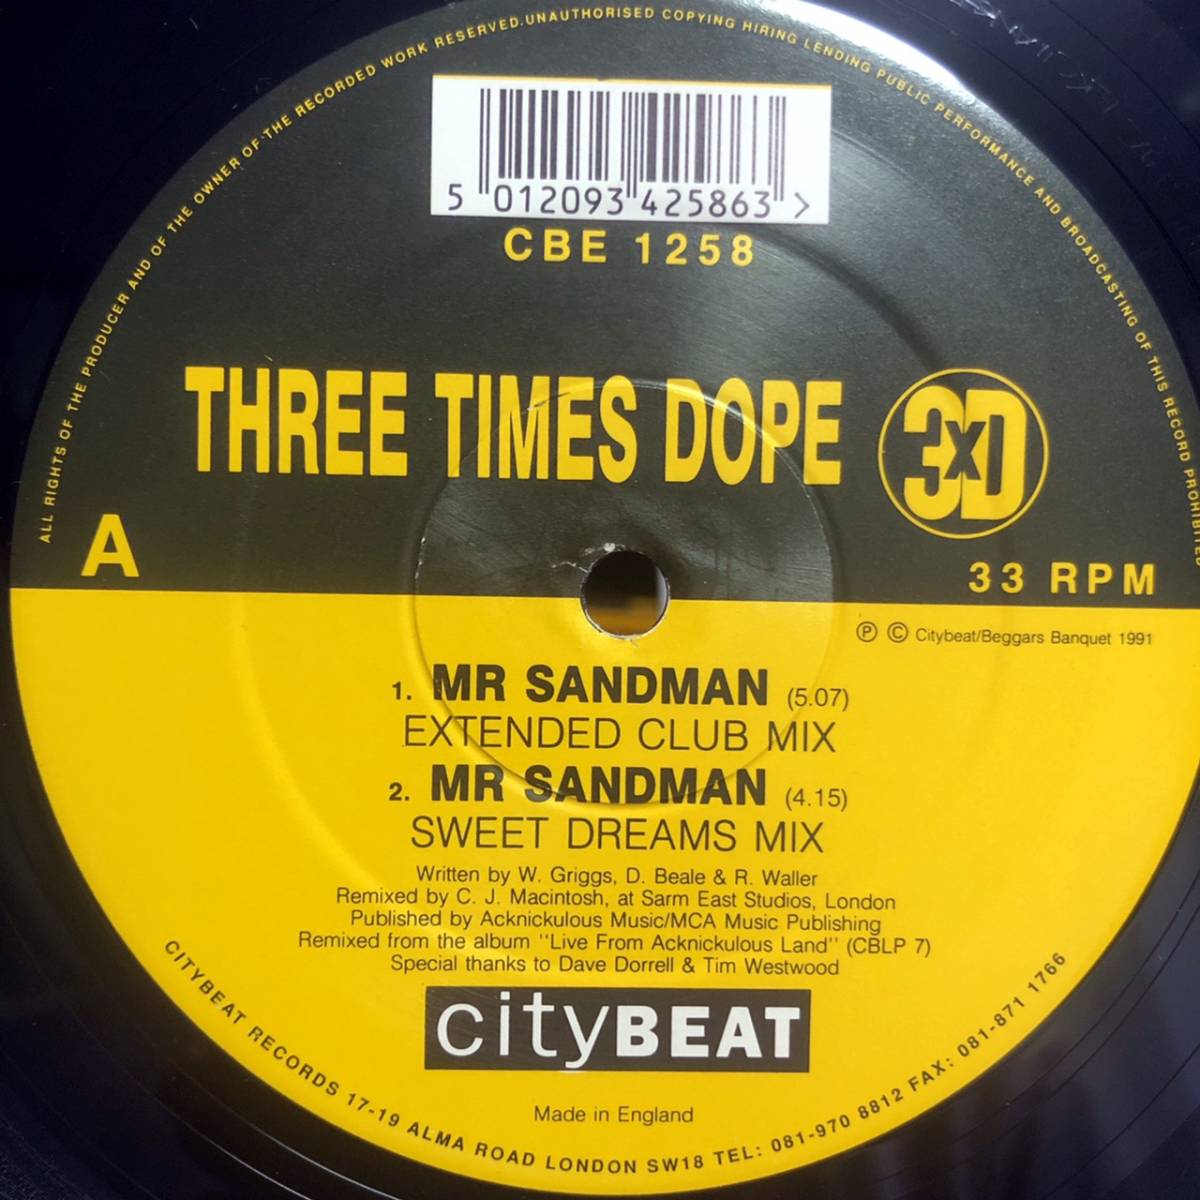 ALL RIGHTS OF THE PRODUCER AND OF THE OWNER OF THE RECORDED WORK RESERVED.UNAUTHORISED COPYING HIRING LENDING PUBLIC PERFORMANCE AND BROADCASTING OF THIS RECORD PROHIBITED
5 012093 425863 >
CBE 1258
THREE TIMES DOPE 3XD
A
33 RPM
Ⓟ © Citybeat/Beggars Banquet 1991
1. MR SANDMAN (5.07)
EXTENDED CLUB MIX
2. MR SANDMAN (4.15)
SWEET DREAMS MIX
Written by W. Griggs, D. Beale & R. Waller
Remixed by C. J. Macintosh, at Sarm East Studios, London
Published by Acknickulous Music/MCA Music Publishing
Remixed from the album "Live From Acknickulous Land" (CBLP 7)
Special thanks to Dave Dorrell & Tim Westwood
cityBEAT
Made in England
CITYBEAT RECORDS 17-19 ALMA ROAD LONDON SW18 TEL: 081-970 8812 FAX: 081-871 1766